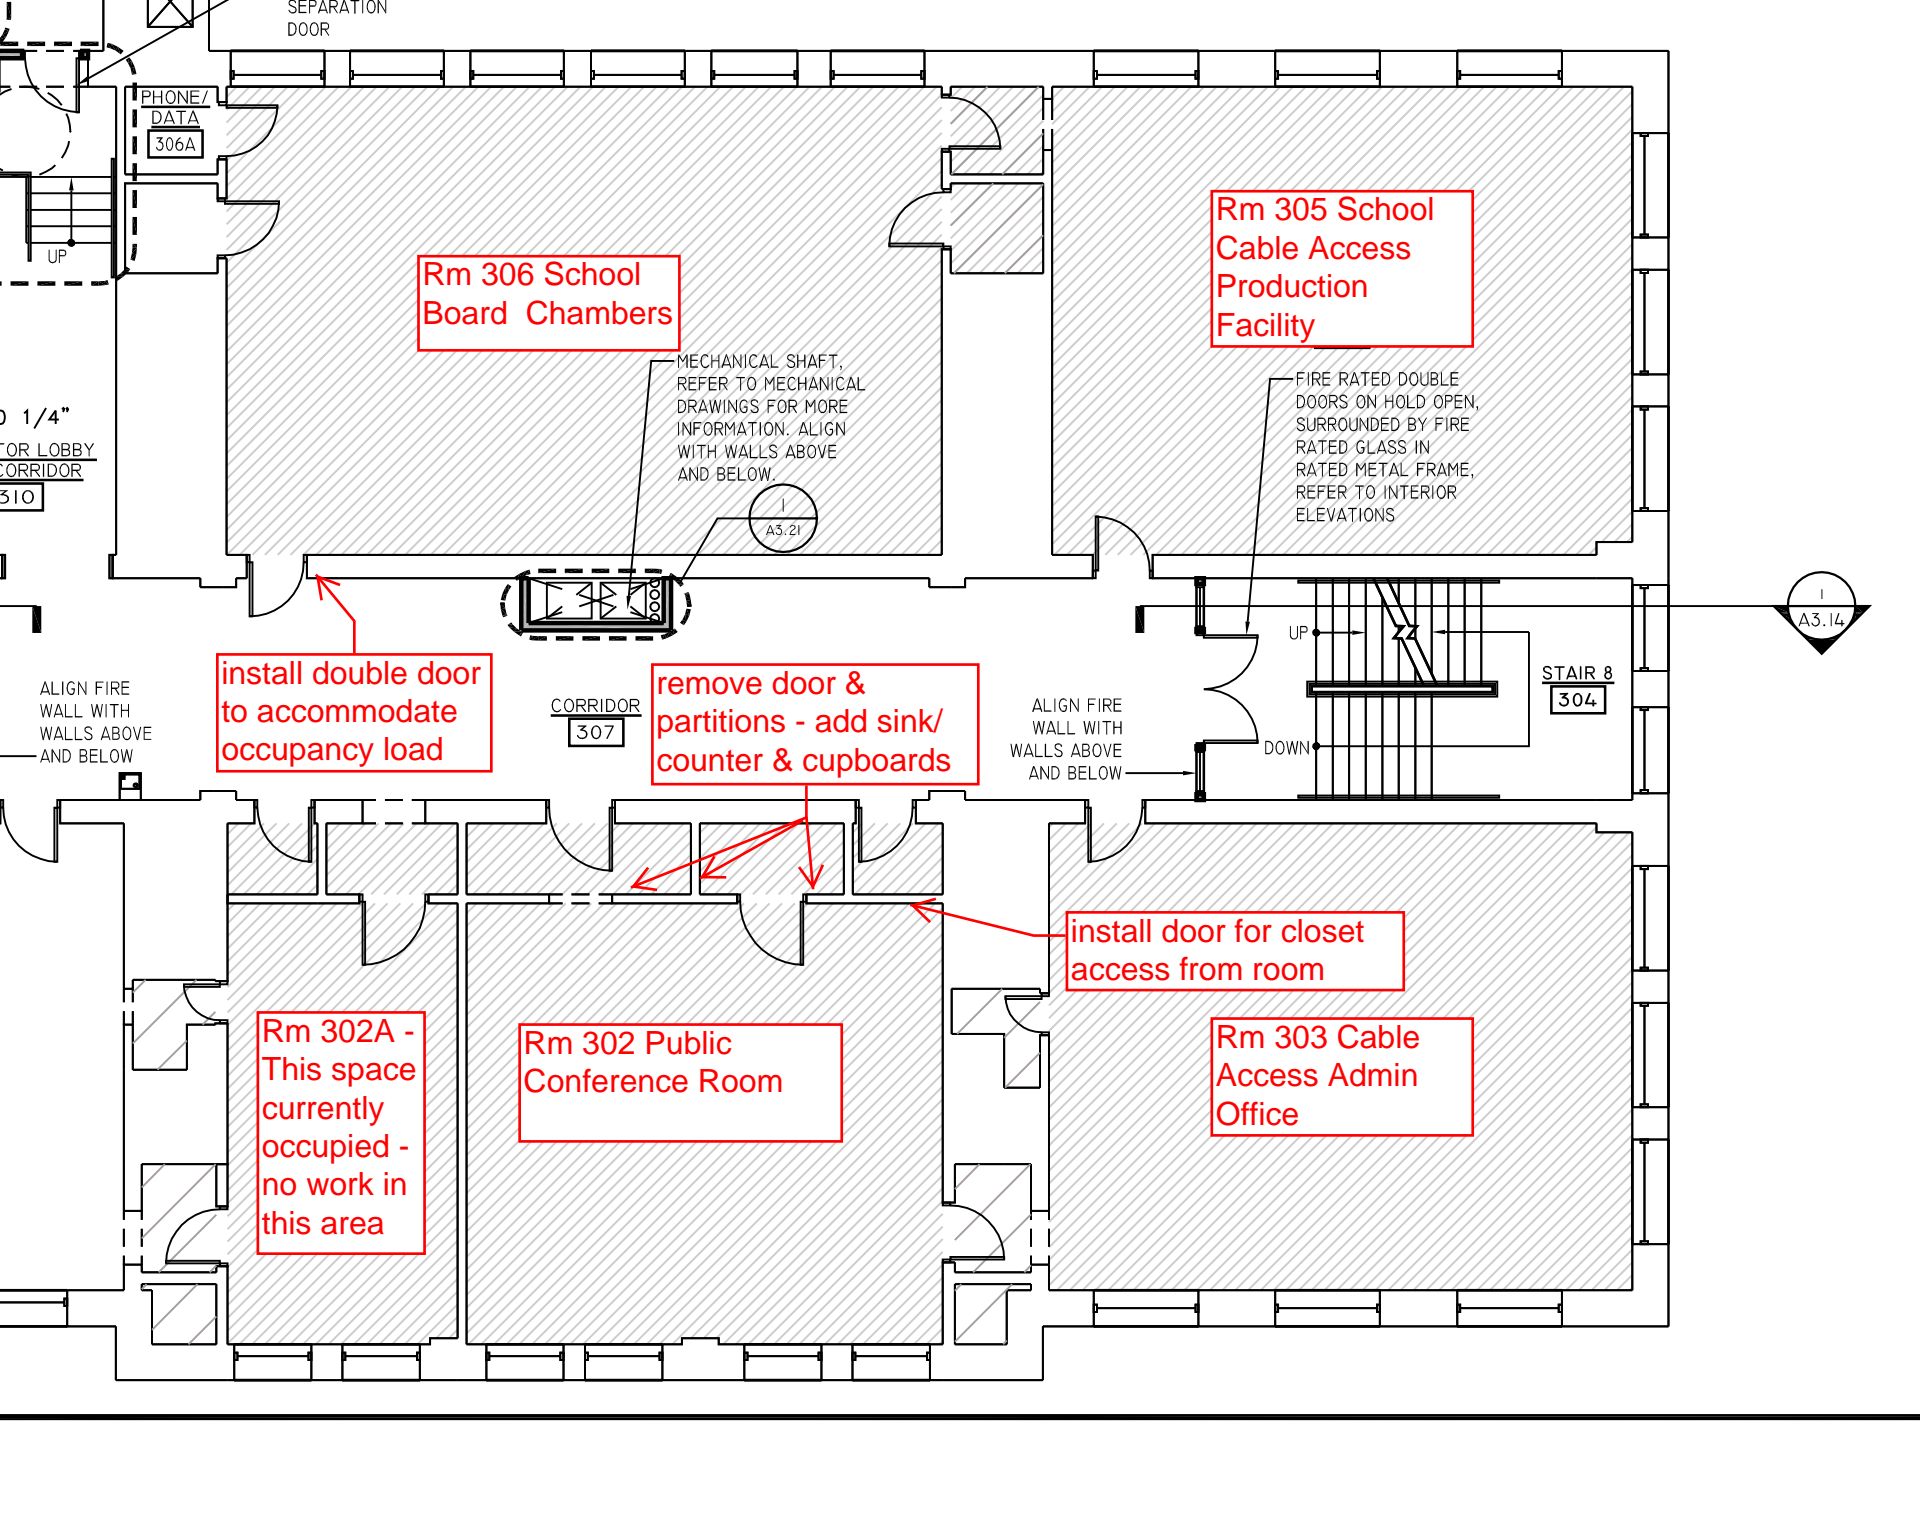 SEPARATION
DOOR
PHONE/
DATA
306A
UP
Rm 306 School
Board  Chambers
Rm 305 School
Cable Access
Production
Facility
MECHANICAL SHAFT,
REFER TO MECHANICAL
DRAWINGS FOR MORE
INFORMATION. ALIGN
WITH WALLS ABOVE
AND BELOW.
1
A3.21
FIRE RATED DOUBLE
DOORS ON HOLD OPEN,
SURROUNDED BY FIRE
RATED GLASS IN
RATED METAL FRAME,
REFER TO INTERIOR
ELEVATIONS
1/4"
TOR LOBBY
CORRIDOR
310
1
A3.14
install double door
to accommodate
occupancy load
remove door &
partitions - add sink/
counter & cupboards
ALIGN FIRE
WALL WITH
WALLS ABOVE
AND BELOW
CORRIDOR
307
ALIGN FIRE
WALL WITH
WALLS ABOVE
AND BELOW
UP
DOWN
STAIR 8
304
install door for closet
access from room
Rm 302A -
This space
currently
occupied -
no work in
this area
Rm 302 Public
Conference Room
Rm 303 Cable
Access Admin
Office